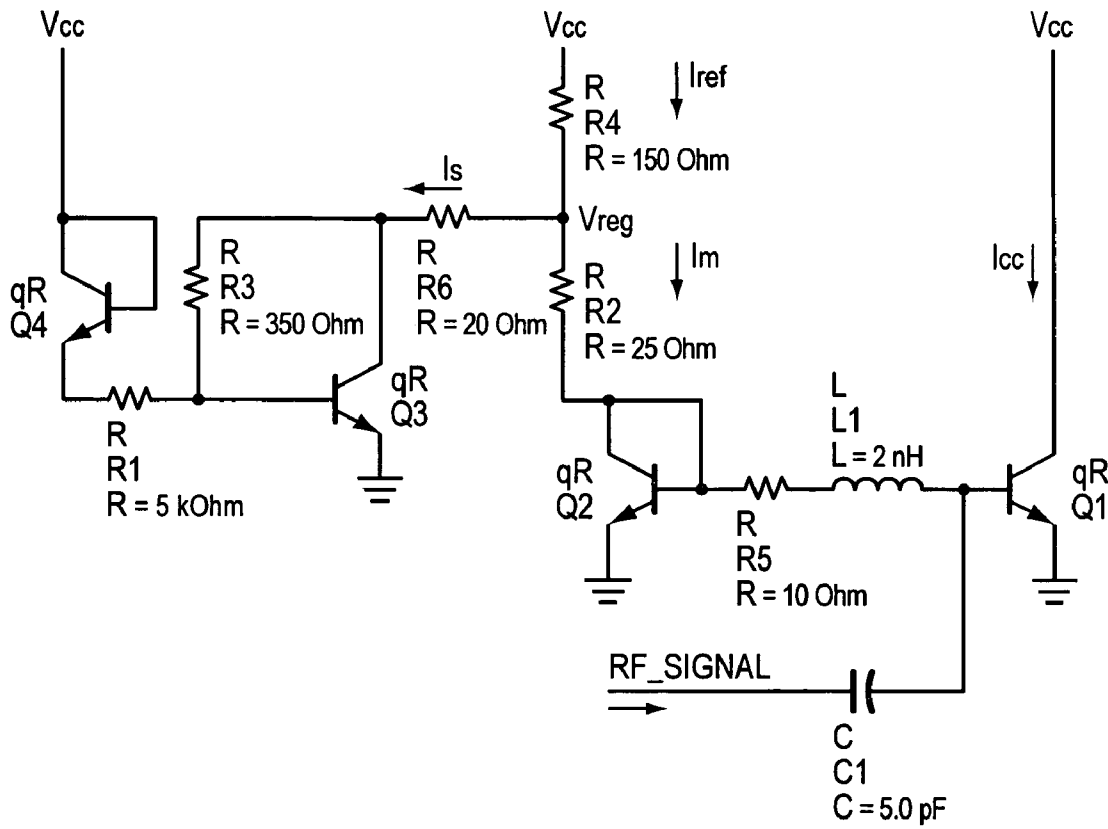 Vcc
Vcc
Vcc
R
R4
R = 150 Ohm
Iref
Is
Vreg
R
R3
R = 350 Ohm
R
R6
R = 20 Ohm
R
R2
R = 25 Ohm
Im
Icc
qR
Q4
R
R1
R = 5 kOhm
qR
Q3
qR
Q2
R
R5
R = 10 Ohm
L
L1
L = 2 nH
qR
Q1
RF_SIGNAL
C
C1
C = 5.0 pF